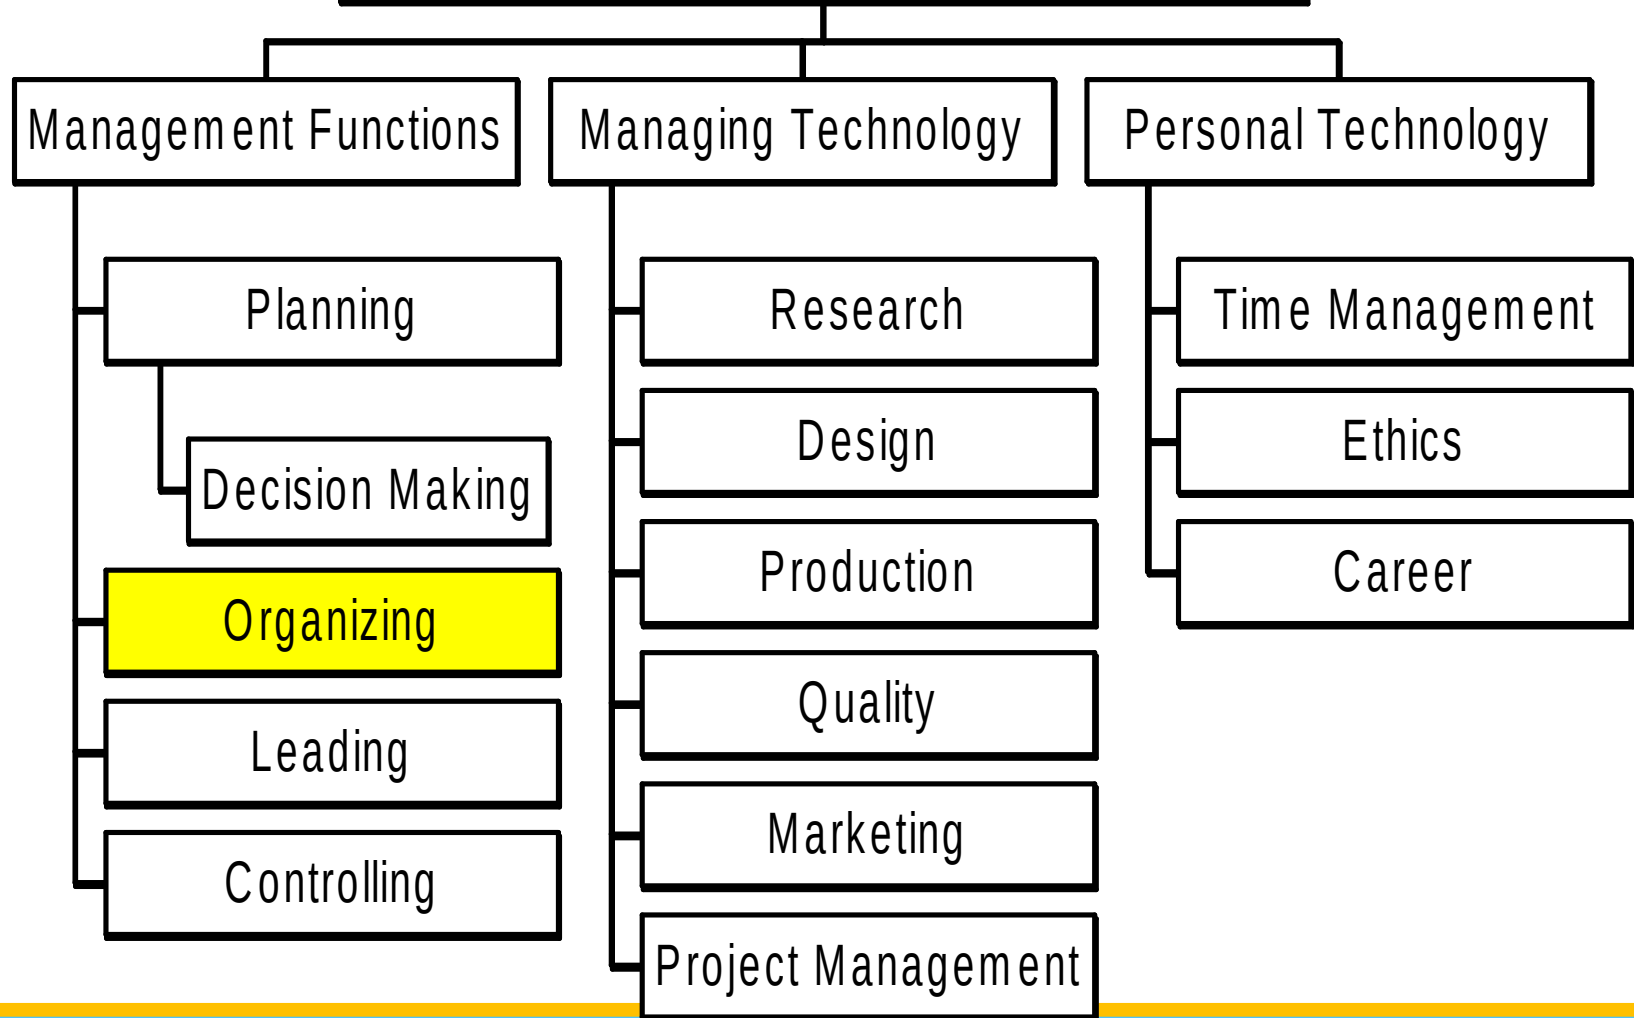 Management Functions
Managing Technology
Personal Technology
Planning
Decision Making
Organizing
Leading
Controlling
Research
Design
Production
Quality
Marketing
Project Management
Time Management
Ethics
Career